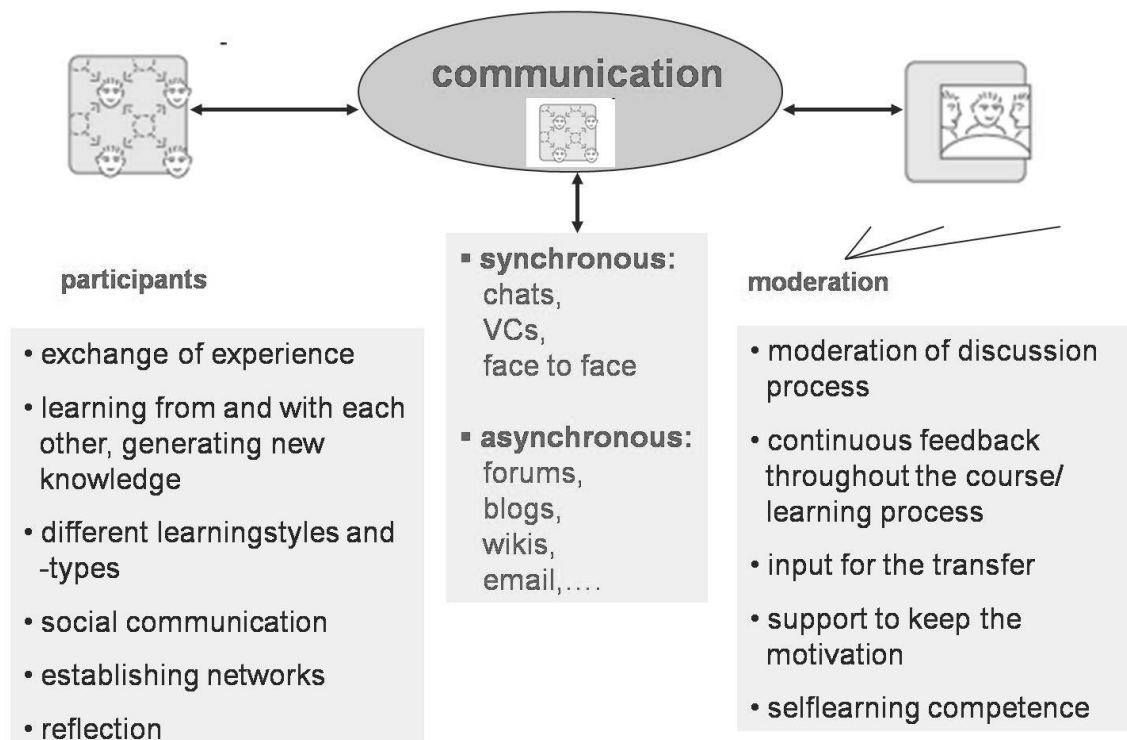 communication
participants
• exchange of experience
• learning from and with each
other, generating new
knowledge
• different learningstyles and
-types
• social communication
• establishing networks
• reflection
▪ synchronous:
chats,
VCs,
face to face
▪ asynchronous:
forums,
blogs,
wikis,
email,....
moderation
• moderation of discussion
process
• continuous feedback
throughout the course/
learning process
• input for the transfer
• support to keep the
motivation
• selflearning competence